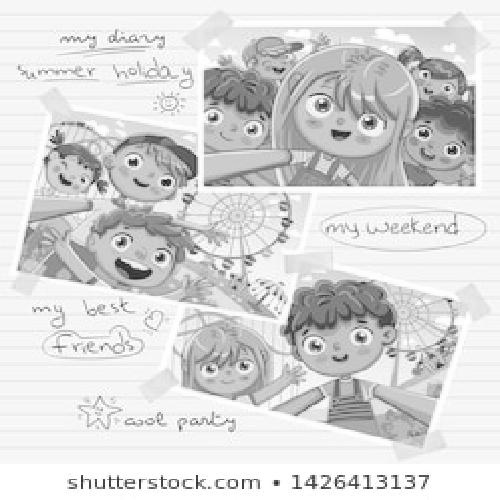 my diary
summer holiday
my weekend
my best
friends
cool party
shutterstock.com • 1426413137